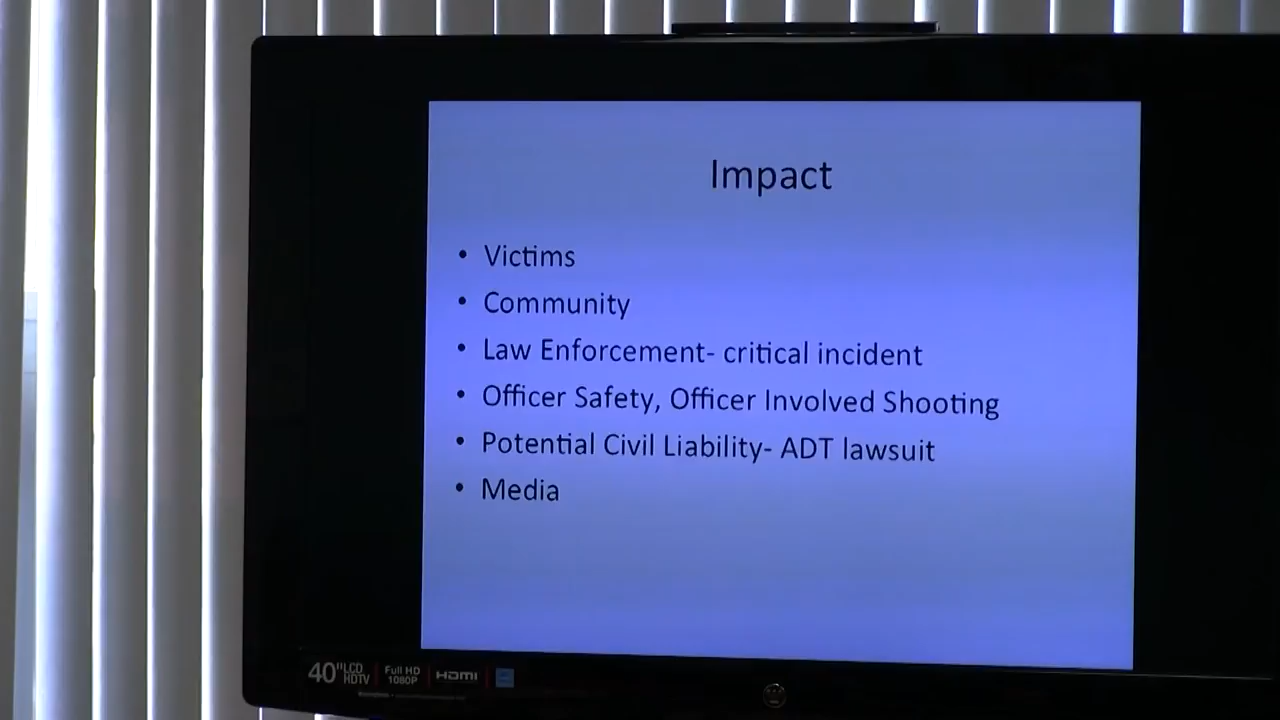 Impact
• Victims
• Community
• Law Enforcement- critical incident
• Officer Safety, Officer Involved Shooting
• Potential Civil Liability- ADT lawsuit
• Media
40" LCD HDTV
Full HD 1080P
HDMI